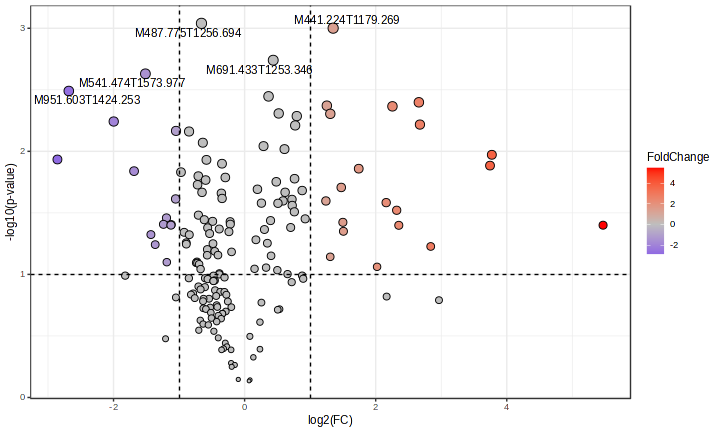 M441.224T1179.269
M487.775T1256.694
M691.433T1253.346
M541.474T1573.977
M951.603T1424.253
3
2
1
0
-log10(p-value)
-2
0
2
4
log2(FC)
FoldChange
4
2
0
-2